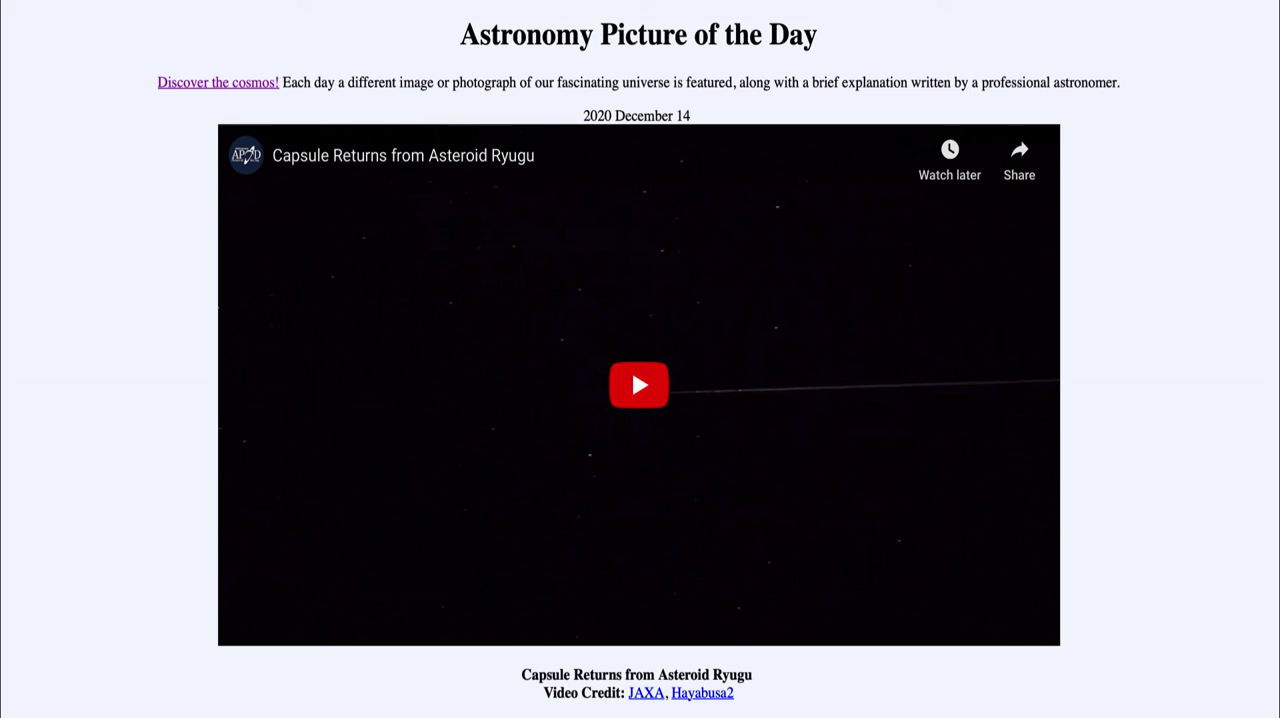 Astronomy Picture of the Day
Discover the cosmos! Each day a different image or photograph of our fascinating universe is featured, along with a brief explanation written by a professional astronomer.
2020 December 14
APOD
Capsule Returns from Asteroid Ryugu
Watch later
Share
Capsule Returns from Asteroid Ryugu
Video Credit: JAXA, Hayabusa2